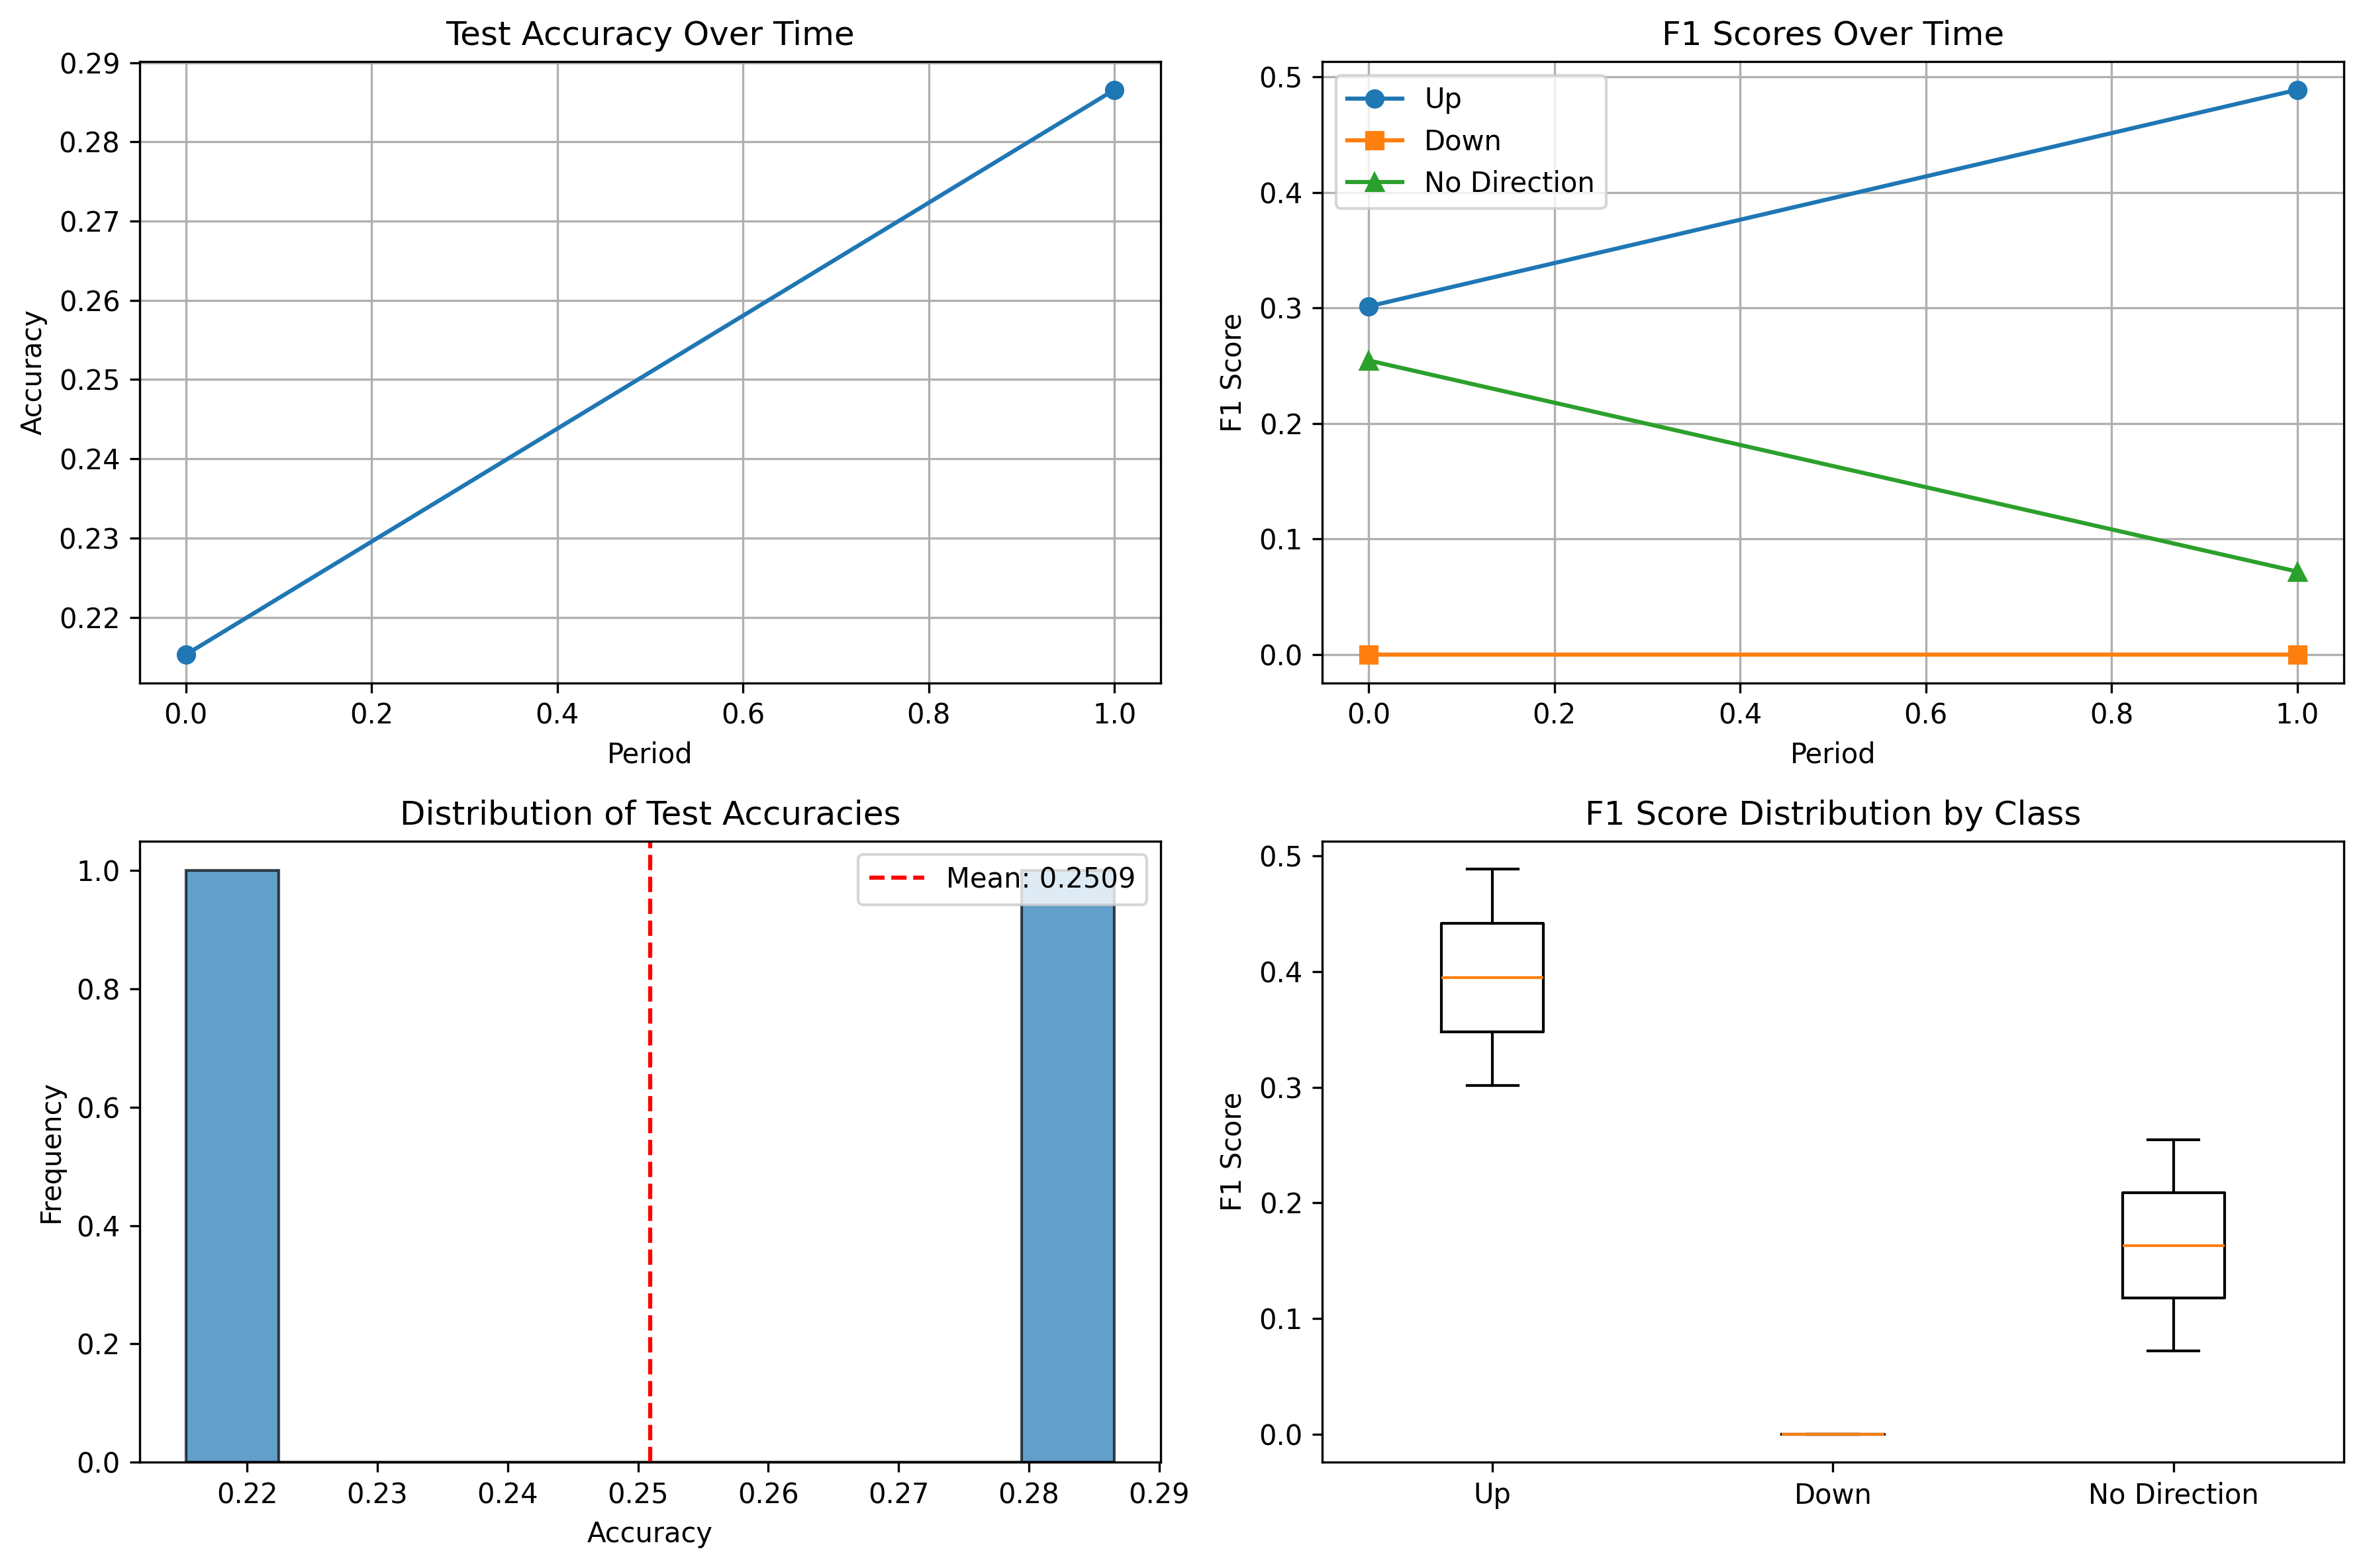 Test Accuracy Over Time
0.29
0.28
0.27
0.26
0.25
0.24
0.23
0.22
Accuracy
0.0 0.2 0.4 0.6 0.8 1.0
Period
F1 Scores Over Time
0.5
0.4
0.3
0.2
0.1
0.0
F1 Score
Up
Down
No Direction
0.0 0.2 0.4 0.6 0.8 1.0
Period
Distribution of Test Accuracies
1.0
0.8
0.6
0.4
0.2
0.0
Frequency
Mean: 0.2509
0.22 0.23 0.24 0.25 0.26 0.27 0.28 0.29
Accuracy
F1 Score Distribution by Class
0.5
0.4
0.3
0.2
0.1
0.0
F1 Score
Up Down No Direction